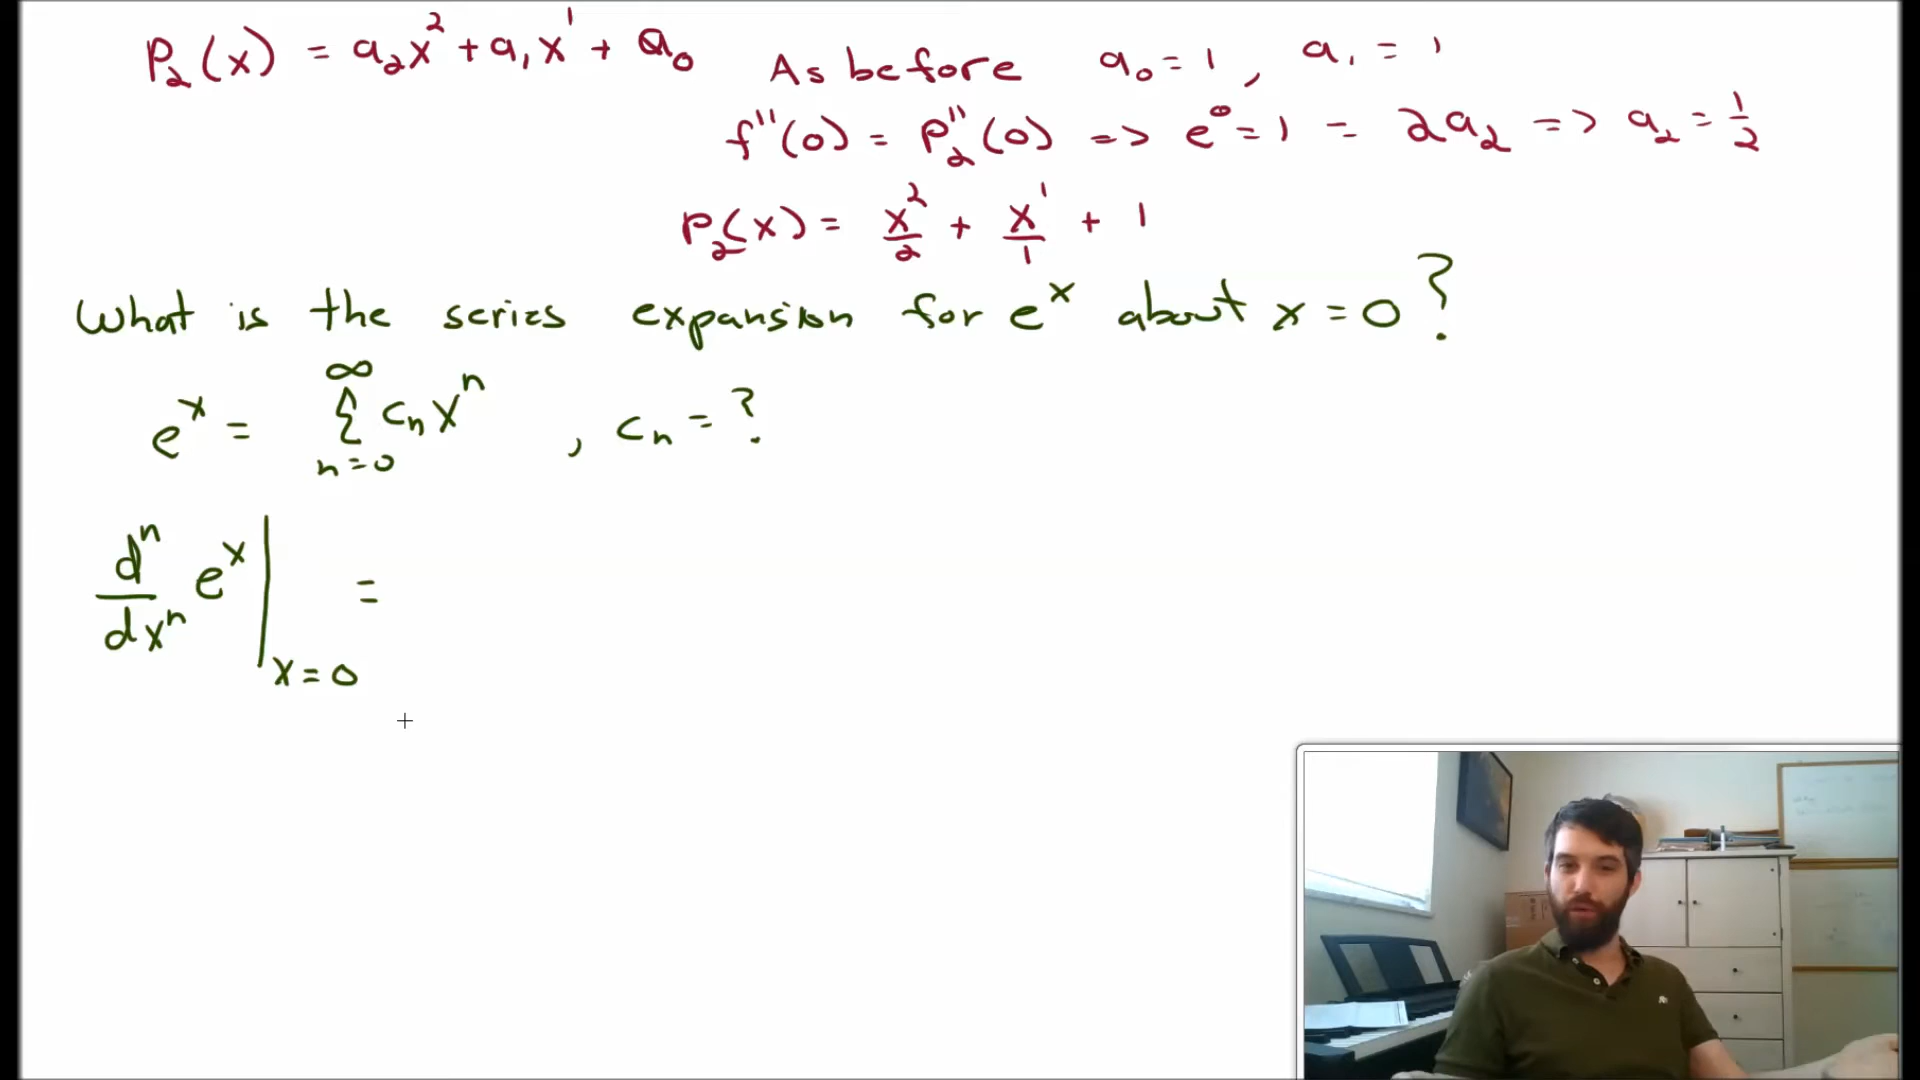 P₂(x) = a₂x² + a₁x¹ + a₀ As before a₀ = 1, a₁ = 1
f''(0) = P₂''(0) => e⁰ = 1 = 2a₂ => a₂ = 1/2
P₂(x) = x²/2 + x¹/1 + 1
What is the series expansion for eˣ about x = 0?
eˣ = ∑_{n=0}^{∞} cₙxⁿ , cₙ = ?
dⁿ/dxⁿ eˣ |_{x=0} =